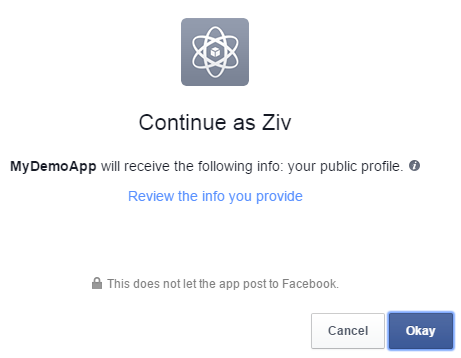 Continue as Ziv
MyDemoApp will receive the following info: your public profile.
Review the info you provide
This does not let the app post to Facebook.
Cancel
Okay